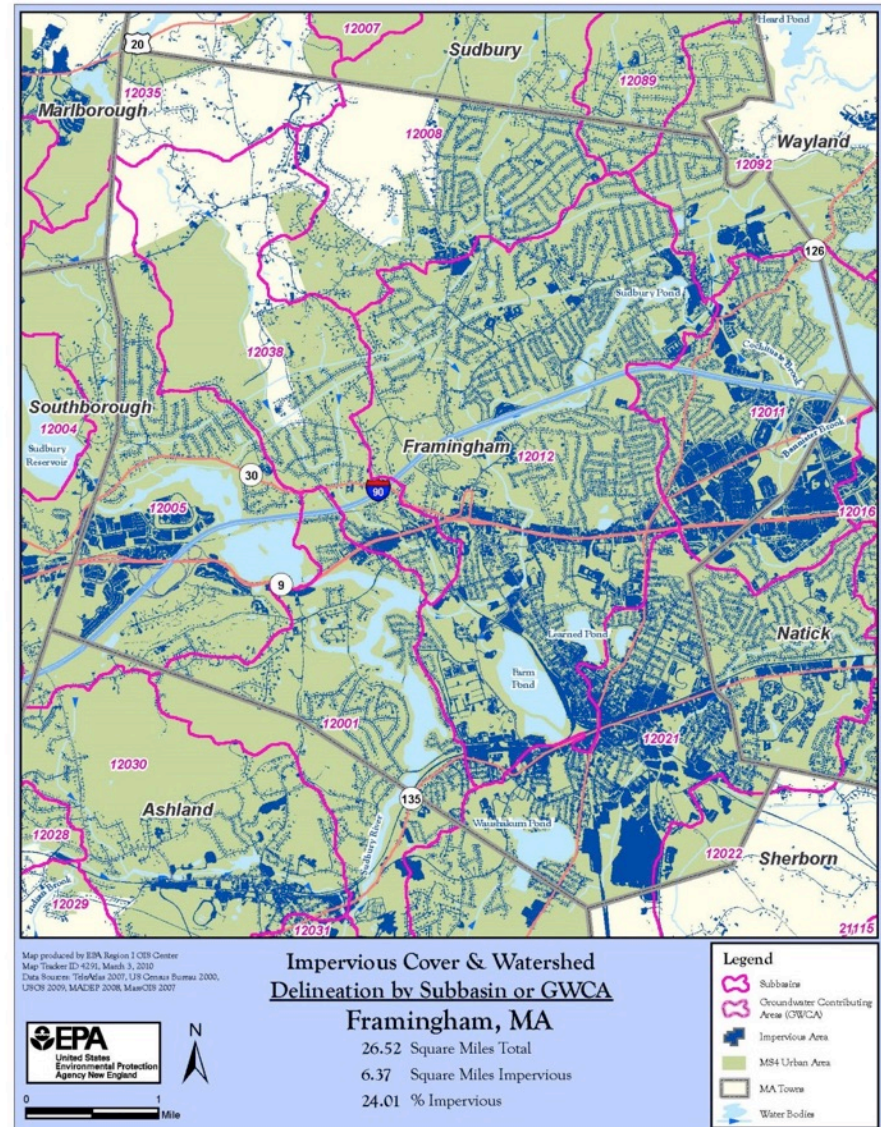 12007
Sudbury
Heard Pond
20
12035
12089
Marlborough
12008
Wayland
12092
126
Sudbury Pond
Cochituate Brook
12038
Southborough
12004
12011
Framingham
Sudbury
Reservoir
12012
Bannister Brook
30
90
12005
12016
9
Learned Pond
Natick
Farm
Pond
12001
12021
12030
135
Ashland
Sudbury River
Waushakum Pond
12028
12022
Sherborn
Indian Brook
12029
12031
21115
Map produced by EPA Region I GIS Center
Map Tracker ID 4291, March 3, 2010
Data Sources: TeleAtlas 2007, US Census Bureau 2000,
USGS 2009, MADEP 2008, MassGIS 2007
EPA
United States
Environmental Protection
Agency New England
N
0 1
Mile
Impervious Cover & Watershed
Delineation by Subbasin or GWCA
Framingham, MA
26.52 Square Miles Total
6.37 Square Miles Impervious
24.01 % Impervious
Legend
Subbasins
Groundwater Contributing
Areas (GWCA)
Impervious Area
MS4 Urban Area
MA Towns
Water Bodies